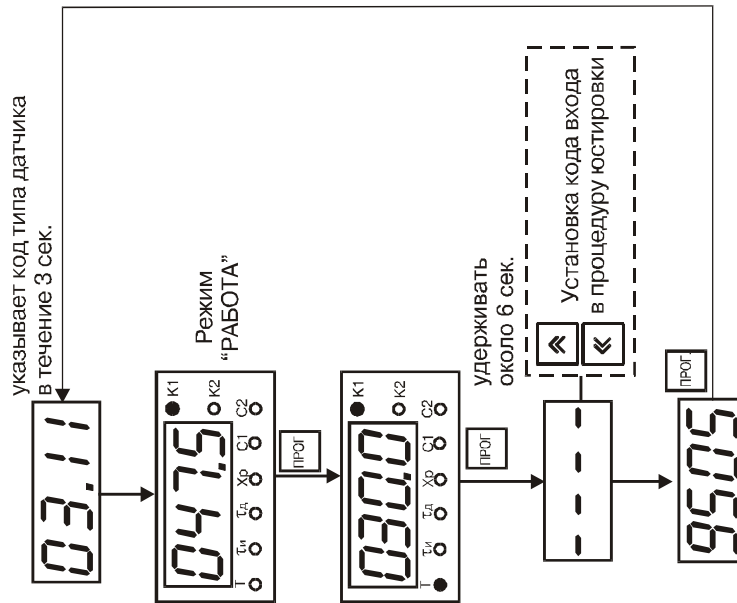 указывает код типа датчика
в течение 3 сек.
03.11
Режим
“РАБОТА”
047.5
К1
К2
Т τи τд Хр С1 С2
ПРОГ
030.0
К1
К2
Т τи τд Хр С1 С2
удерживать
около 6 сек.
ПРОГ
- - - -
Установка кода входа
в процедуру юстировки
9505
ПРОГ